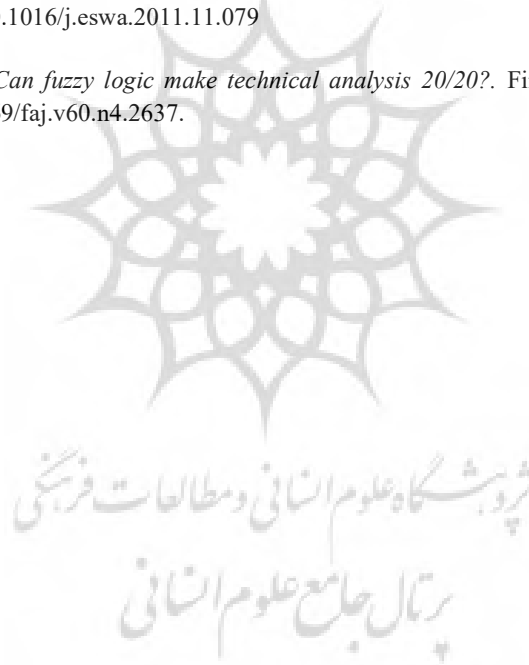 .1016/j.eswa.2011.11.079
Can fuzzy logic make technical analysis 20/20?. Fi
9/faj.v60.n4.2637.
پژوهشگاه علوم انسانی و مطالعات فرهنگی
پرتال جامع علوم انسانی